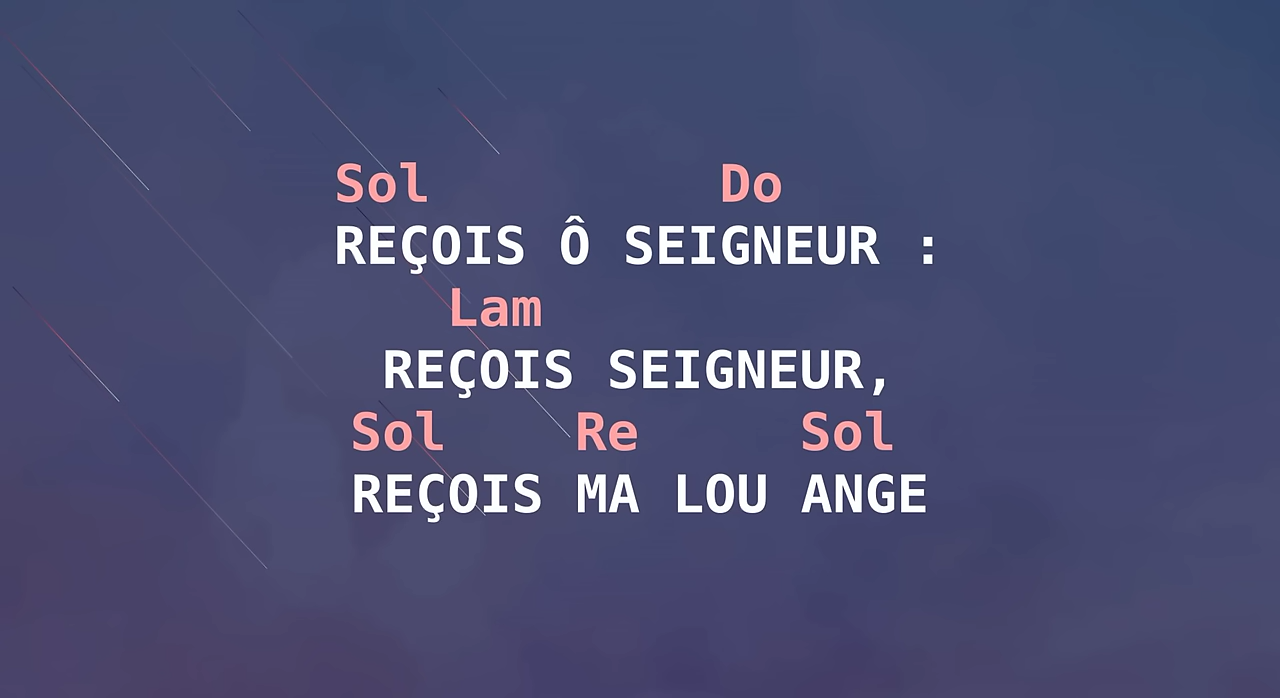 Sol Do
REÇOIS Ô SEIGNEUR :
Lam
REÇOIS SEIGNEUR,
Sol Re Sol
REÇOIS MA LOU ANGE